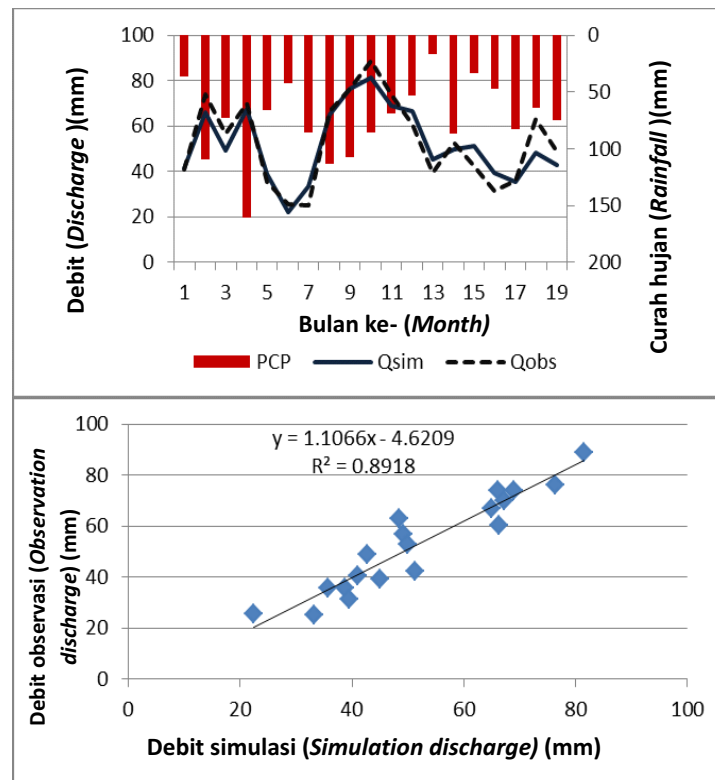 100
80
60
40
20
0
Debit (Discharge )(mm)
0
50
100
150
200
Curah hujan (Rainfall )(mm)
1 3 5 7 9 11 13 15 17 19
Bulan ke- (Month)
PCP Qsim Qobs
100
80
60
40
20
0
Debit observasi (Observation
discharge) (mm)
y = 1.1066x - 4.6209
R² = 0.8918
0 20 40 60 80 100
Debit simulasi (Simulation discharge) (mm)